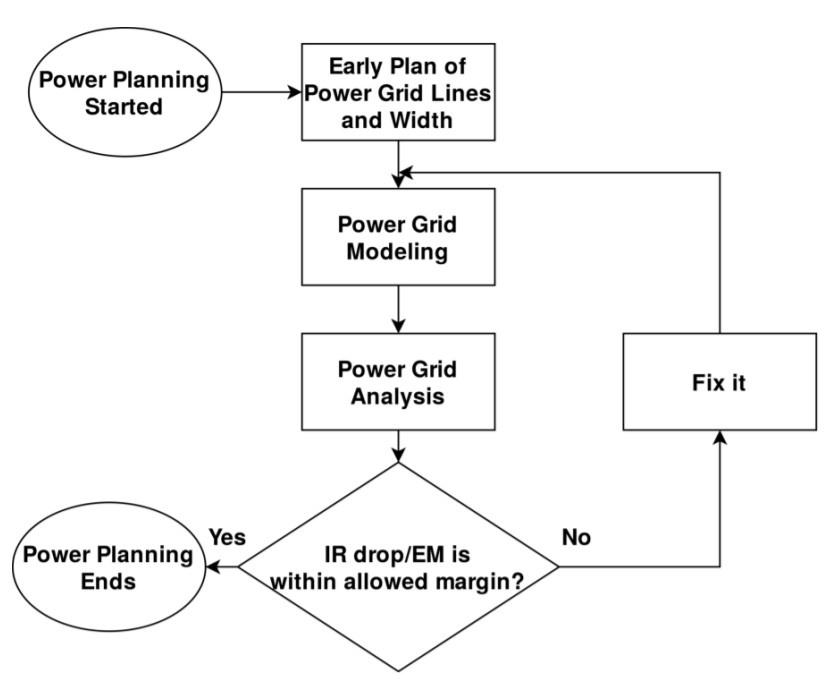 Power Planning
Started
Early Plan of
Power Grid Lines
and Width
Power Grid
Modeling
Power Grid
Analysis
Fix it
Yes
No
IR drop/EM is
within allowed margin?
Power Planning
Ends